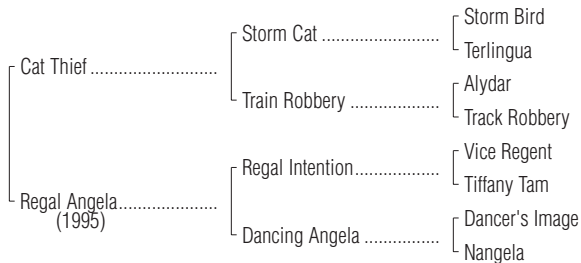 Storm Bird
Storm Cat ..........................
Terlingua
Cat Thief ............................
Alydar
Train Robbery ....................
Track Robbery
Vice Regent
Regal Intention...................
Tiffany Tam
Regal Angela......................
(1995)
Dancer's Image
Dancing Angela .................
Nangela